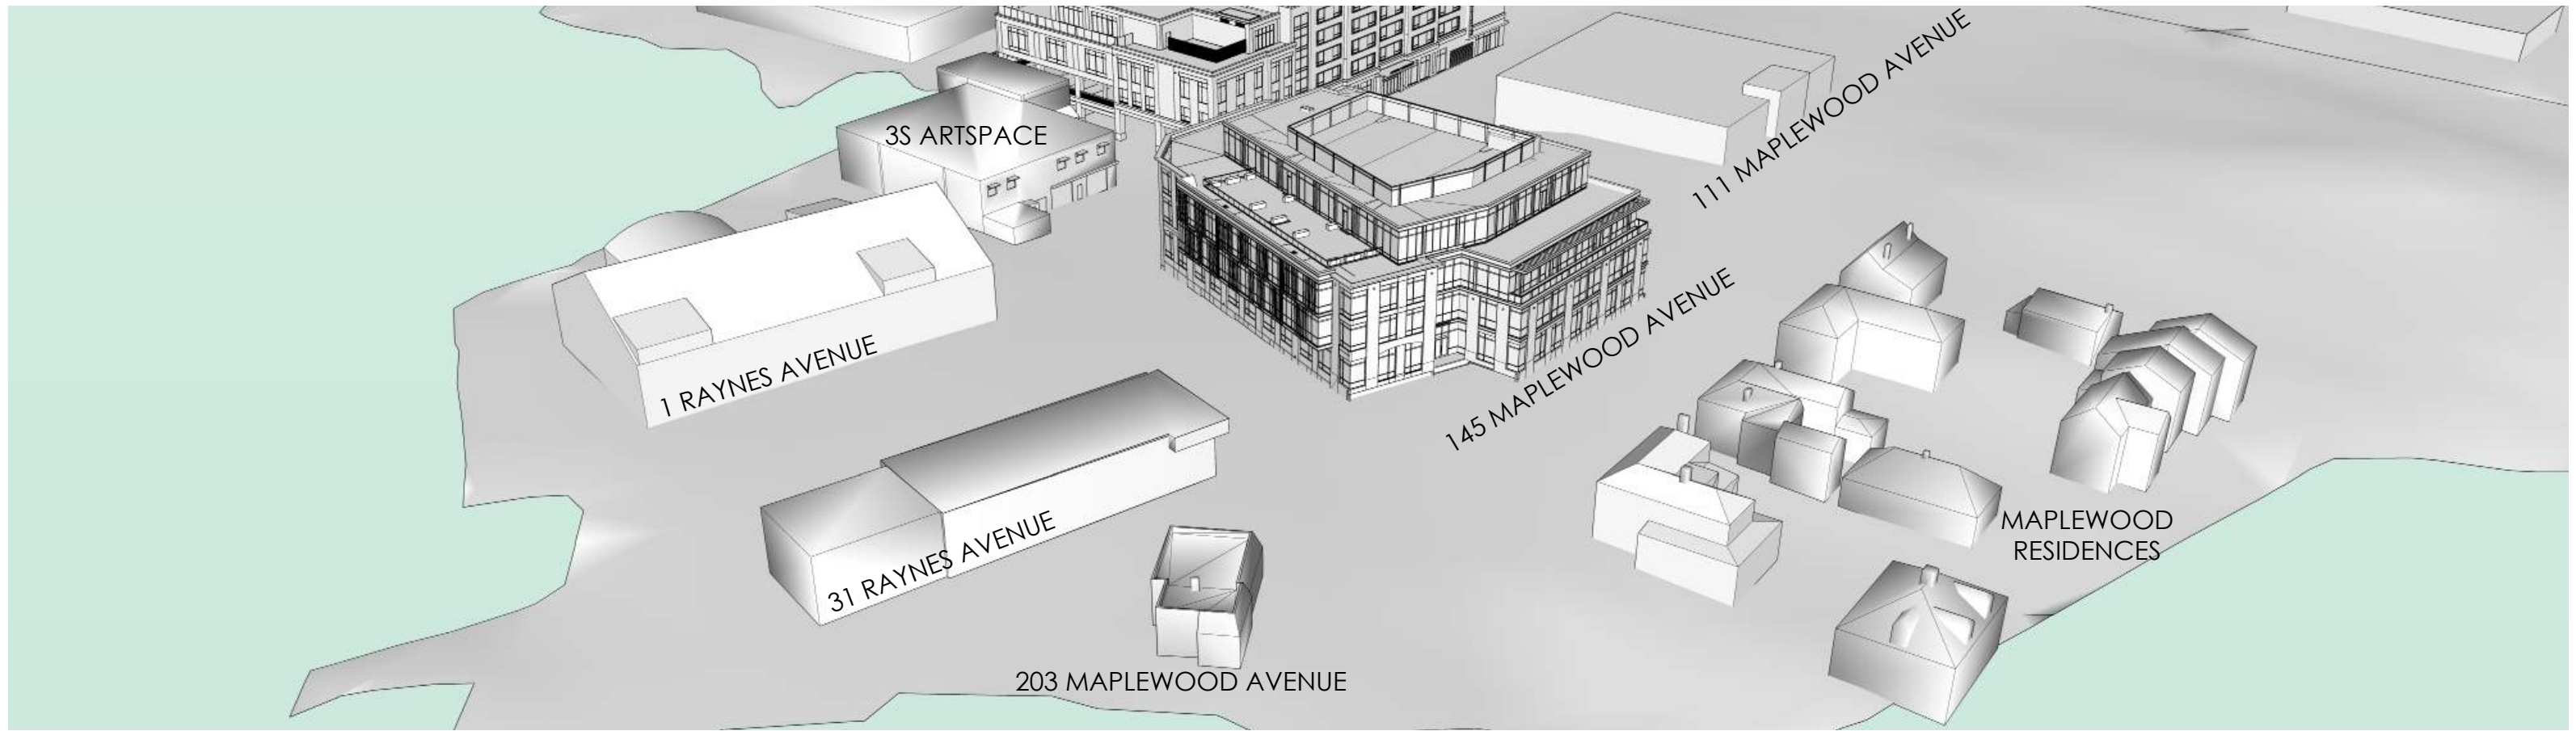 111 MAPLEWOOD AVENUE
3S ARTSPACE
145 MAPLEWOOD AVENUE
1 RAYNES AVENUE
31 RAYNES AVENUE
MAPLEWOOD
RESIDENCES
203 MAPLEWOOD AVENUE